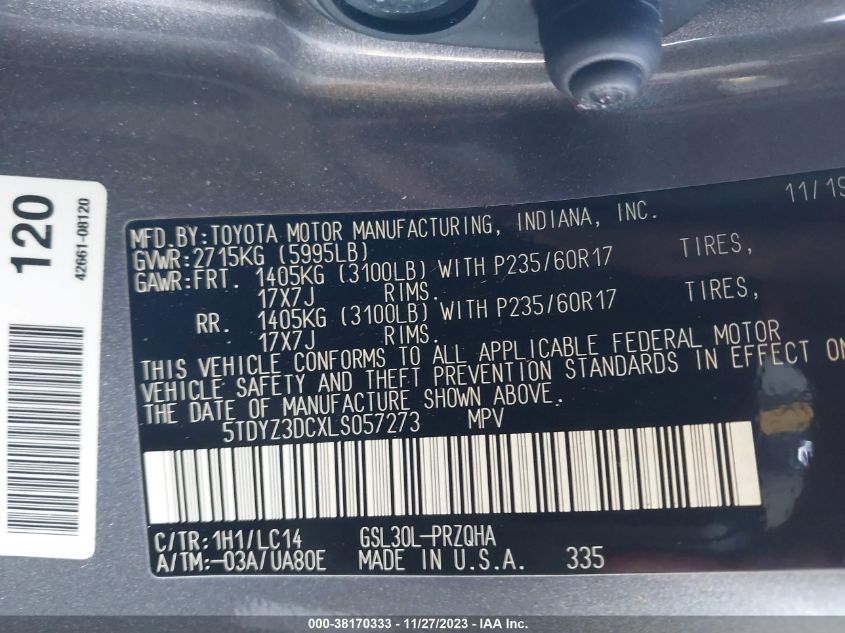 120
42661-08120
11/19
MFD.BY:TOYOTA MOTOR MANUFACTURING, INDIANA, INC.
GVWR:2715KG (5995LB)
GAWR:FRT. 1405KG (3100LB) WITH P235/60R17 TIRES,
17X7J RIMS.
RR. 1405KG (3100LB) WITH P235/60R17 TIRES,
17X7J RIMS.
THIS VEHICLE CONFORMS TO ALL APPLICABLE FEDERAL MOTOR
VEHICLE SAFETY AND THEFT PREVENTION STANDARDS IN EFFECT ON
THE DATE OF MANUFACTURE SHOWN ABOVE.
5TDYZ3DCXLS057273 MPV
C/TR:1H1/LC14 GSL30L-PRZQHA
A/TM:-03A/UA80E MADE IN U.S.A. 335
000-38170333 - 11/27/2023 - IAA Inc.